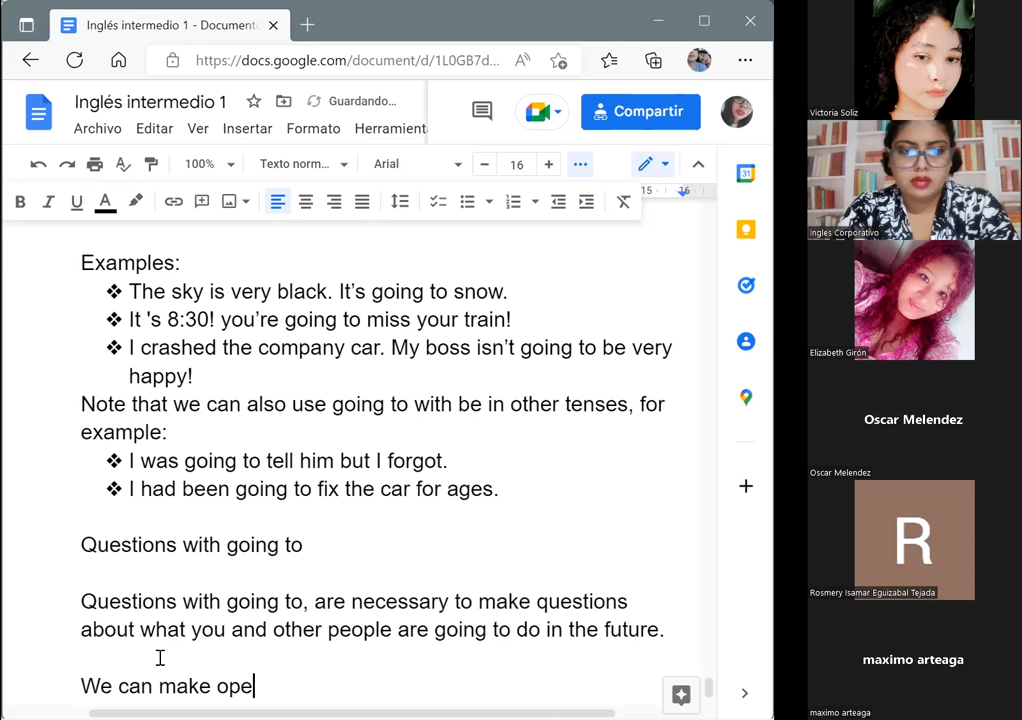 Inglés intermedio 1 - Document
https://docs.google.com/document/d/1L0GB7d...
Inglés intermedio 1
Guardando...
Compartir
Archivo Editar Ver Insertar Formato Herramient
100% Texto norm... Arial 16
B I U A
15 16
31
Examples:
❖ The sky is very black. It’s going to snow.
❖ It 's 8:30! you’re going to miss your train!
❖ I crashed the company car. My boss isn’t going to be very
happy!
Note that we can also use going to with be in other tenses, for
example:
❖ I was going to tell him but I forgot.
❖ I had been going to fix the car for ages.
Questions with going to
Questions with going to, are necessary to make questions
about what you and other people are going to do in the future.
We can make ope
Victoria Soliz
Ingles Corporativo
Elizabeth Girón
Oscar Melendez
Oscar Melendez
R
Rosmery Isamar Eguizabal Tejada
maximo arteaga
maximo arteaga